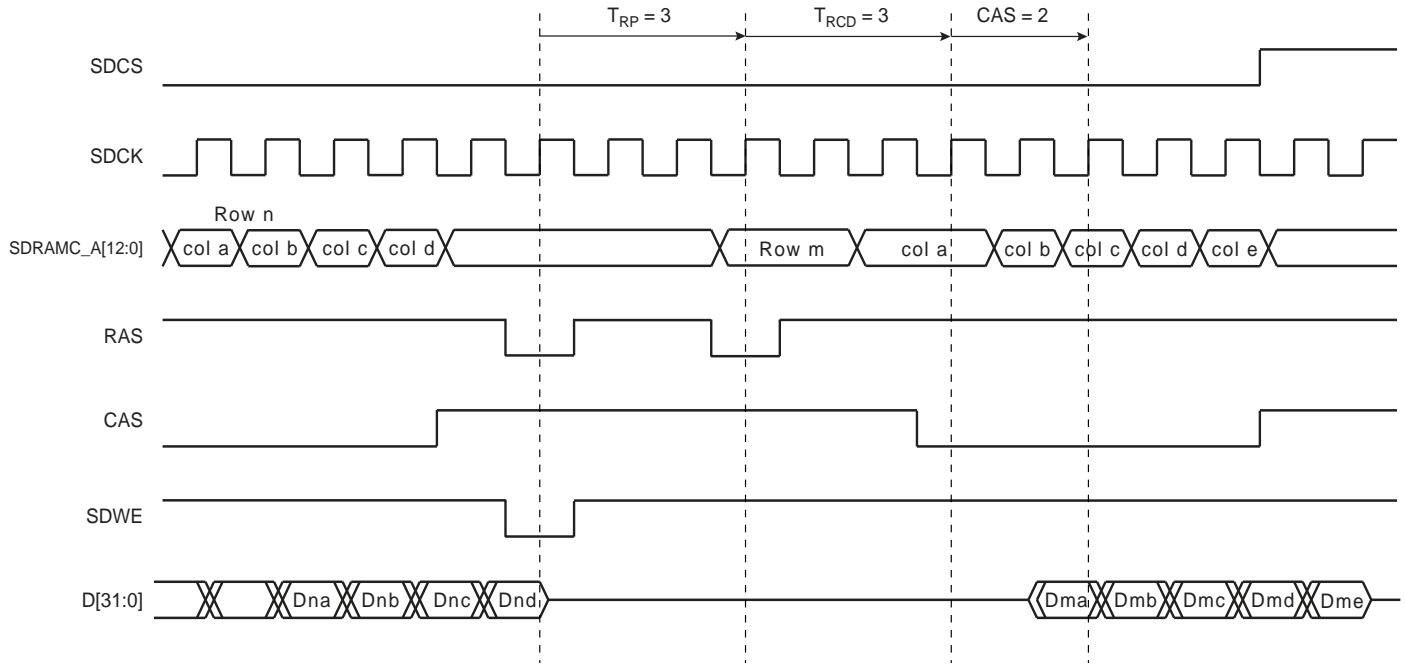 T_RP = 3 T_RCD = 3 CAS = 2
SDCS
SDCK
Row n
SDRAMC_A[12:0] col a col b col c col d Row m col a col b col c col d col e
RAS
CAS
SDWE
D[31:0] Dna Dnb Dnc Dnd Dma Dmb Dmc Dmd Dme